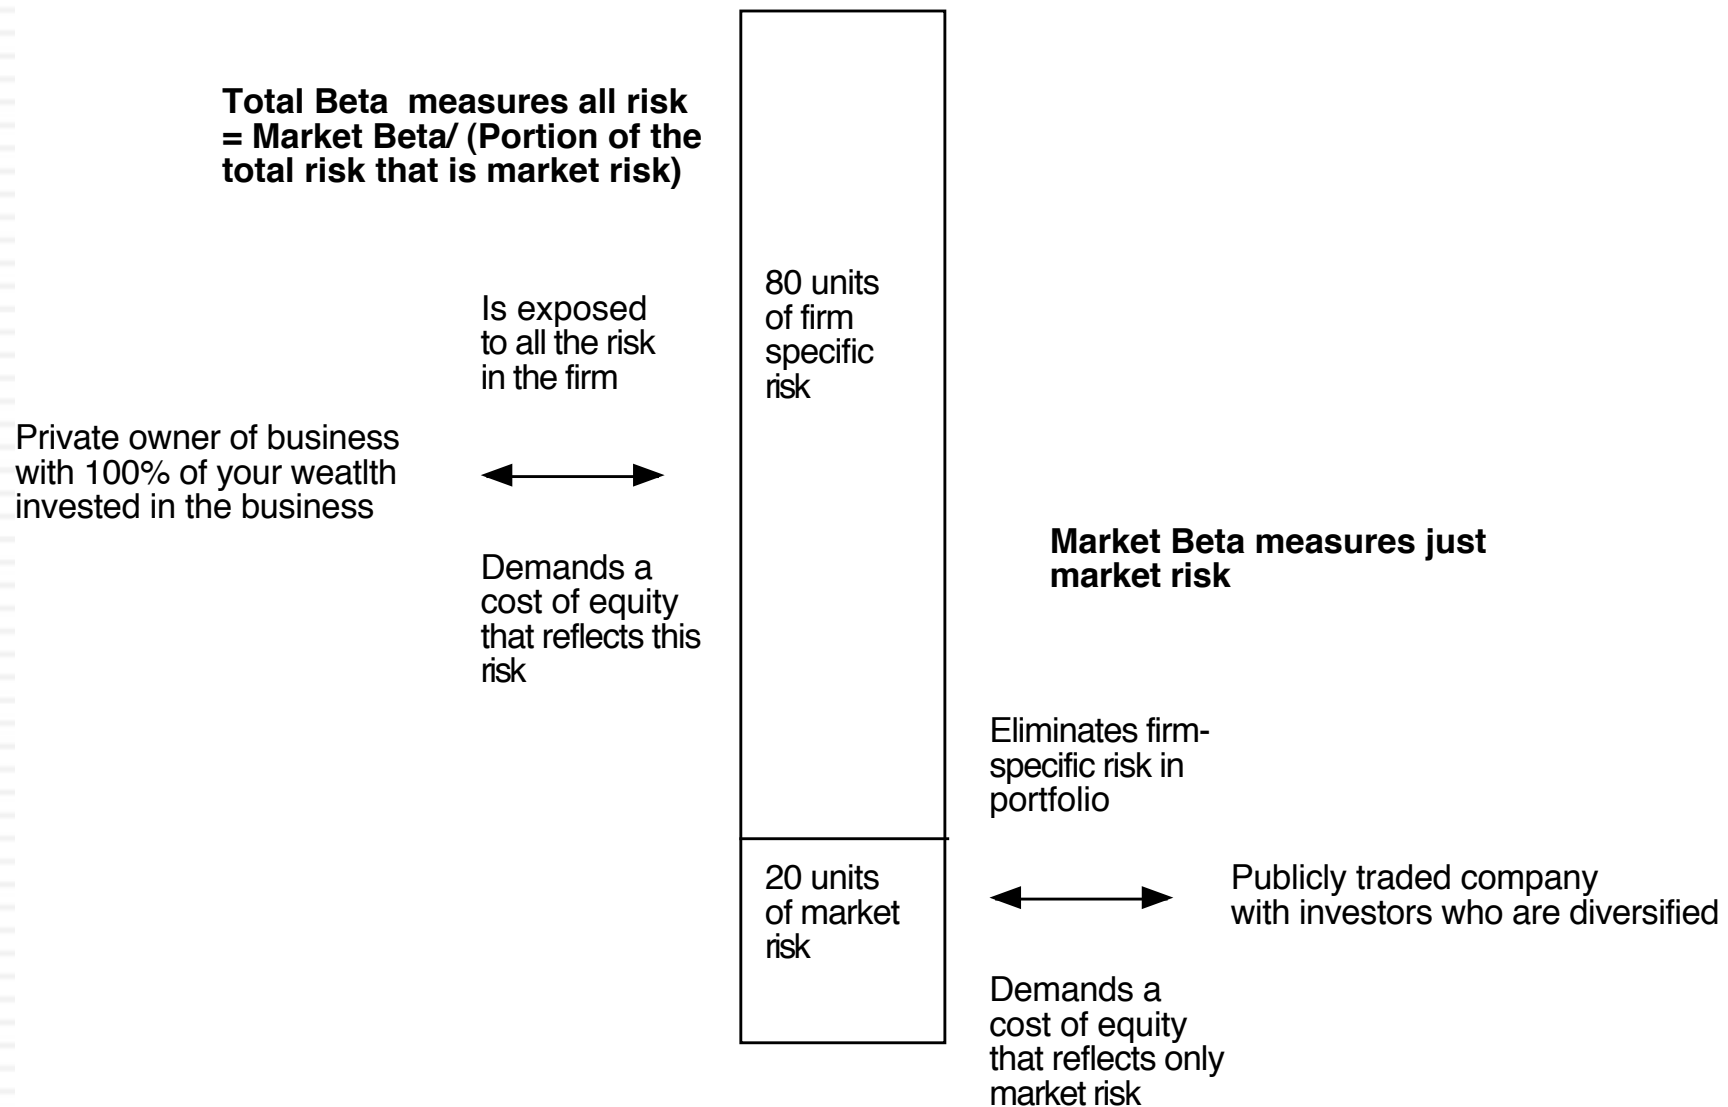 Total Beta measures all risk
= Market Beta/ (Portion of the
total risk that is market risk)
80 units
of firm
specific
risk
Is exposed
to all the risk
in the firm
Private owner of business
with 100% of your weatlth
invested in the business
Demands a
cost of equity
that reflects this
risk
Market Beta measures just
market risk
Eliminates firm-
specific risk in
portfolio
20 units
of market
risk
Publicly traded company
with investors who are diversified
Demands a
cost of equity
that reflects only
market risk